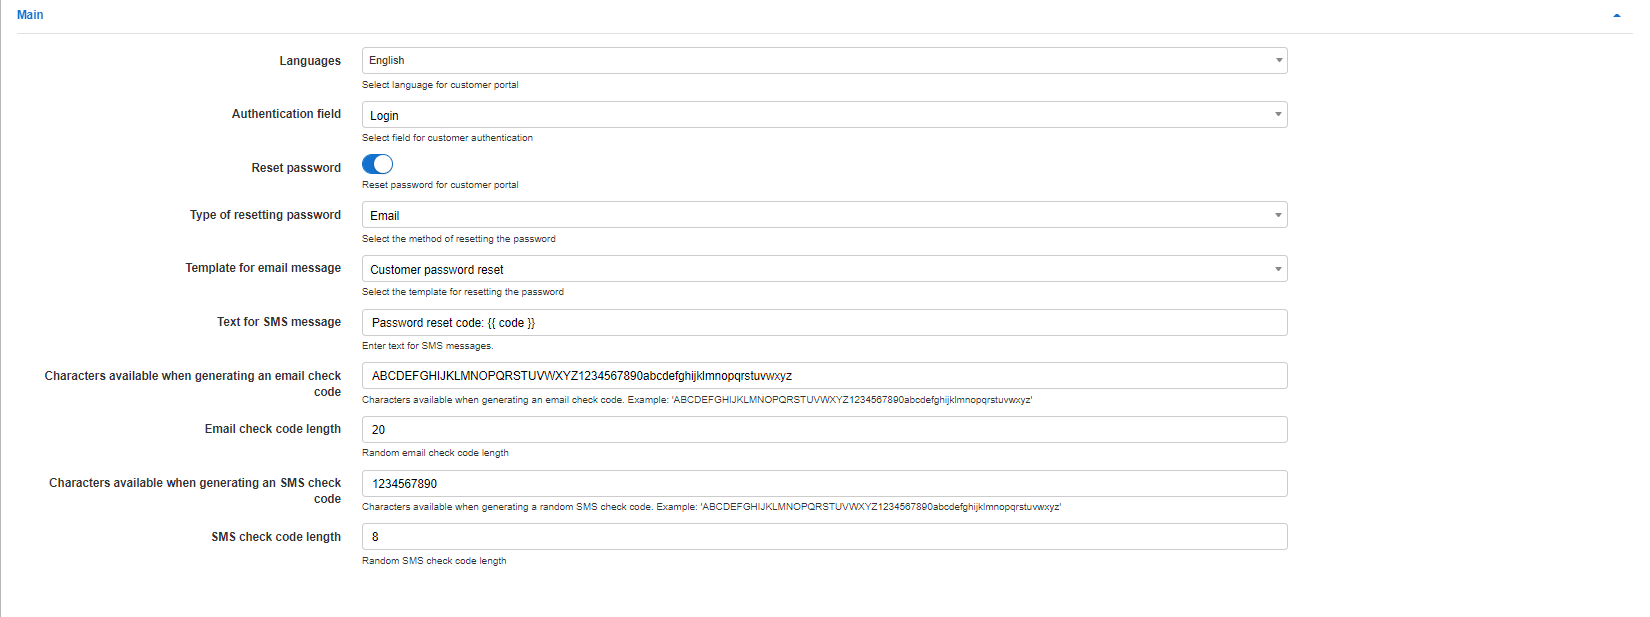 Main
Languages
English
Select language for customer portal
Authentication field
Login
Select field for customer authentication
Reset password
Reset password for customer portal
Type of resetting password
Email
Select the method of resetting the password
Template for email message
Customer password reset
Select the template for resetting the password
Text for SMS message
Password reset code: {{ code }}
Enter text for SMS messages.
Characters available when generating an email check
code
ABCDEFGHIJKLMNOPQRSTUVWXYZ1234567890abcdefghijklmnopqrstuvwxyz
Characters available when generating an email check code. Example: 'ABCDEFGHIJKLMNOPQRSTUVWXYZ1234567890abcdefghijklmnopqrstuvwxyz'
Email check code length
20
Random email check code length
Characters available when generating an SMS check
code
1234567890
Characters available when generating a random SMS check code. Example: 'ABCDEFGHIJKLMNOPQRSTUVWXYZ1234567890abcdefghijklmnopqrstuvwxyz'
SMS check code length
8
Random SMS check code length